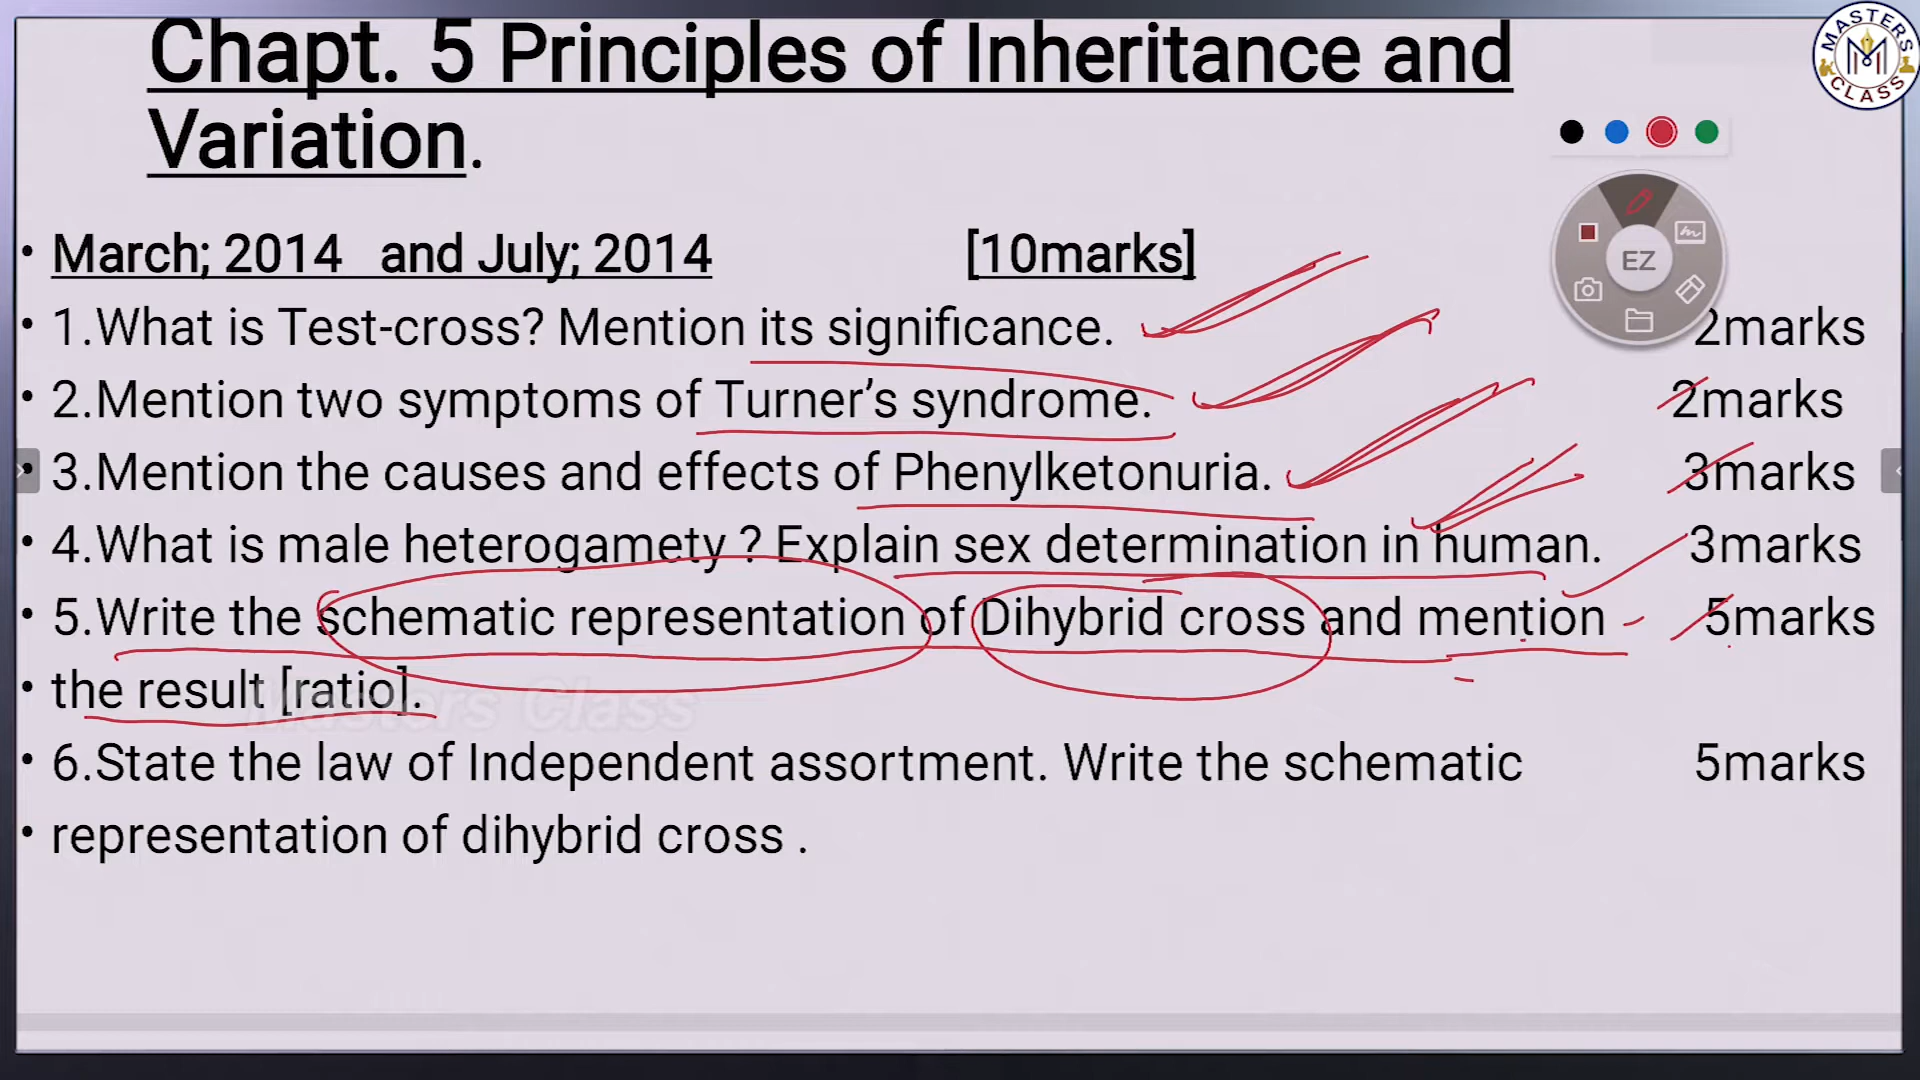 Chapt. 5 Principles of Inheritance and
Variation.
MASTERS
CLASS
• March; 2014 and July; 2014 [10marks]
EZ
• 1.What is Test-cross? Mention its significance. 2marks
• 2.Mention two symptoms of Turner's syndrome. 2marks
• 3.Mention the causes and effects of Phenylketonuria. 3marks
• 4.What is male heterogamety ? Explain sex determination in human. 3marks
• 5.Write the schematic representation of Dihybrid cross and mention 5marks
• the result [ratio].
Masters Class
• 6.State the law of Independent assortment. Write the schematic 5marks
• representation of dihybrid cross .